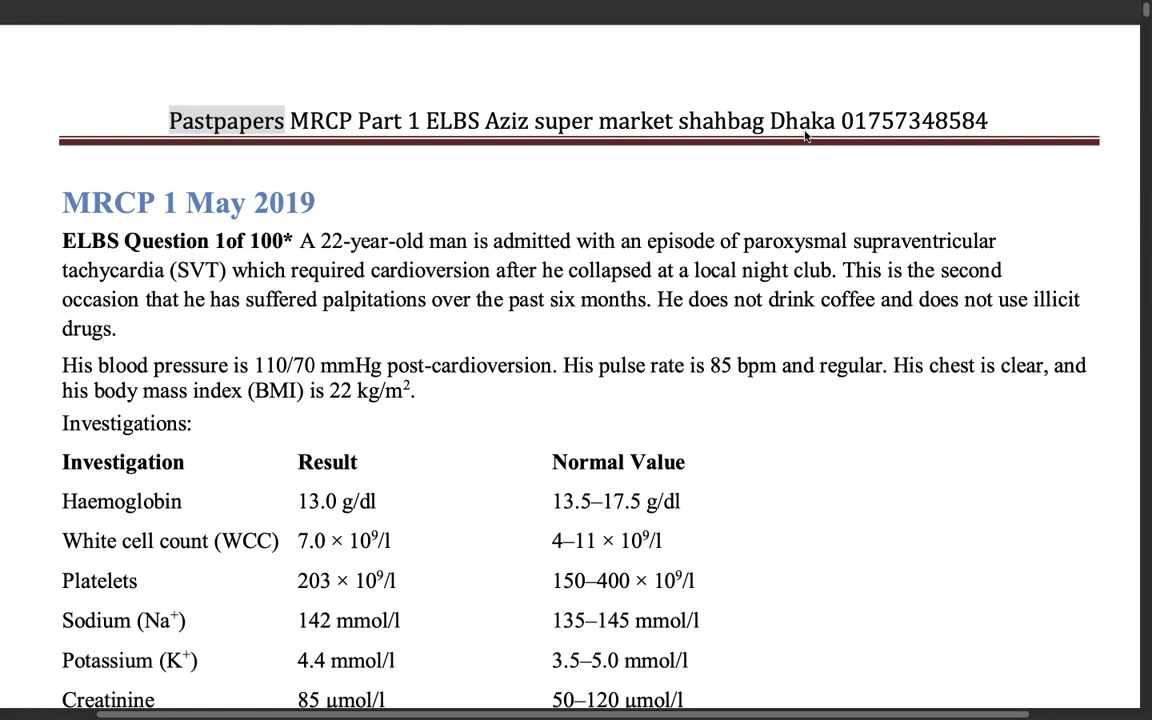 Pastpapers MRCP Part 1 ELBS Aziz super market shahbag Dhaka 01757348584
MRCP 1 May 2019
ELBS Question 1of 100* A 22-year-old man is admitted with an episode of paroxysmal supraventricular
tachycardia (SVT) which required cardioversion after he collapsed at a local night club. This is the second
occasion that he has suffered palpitations over the past six months. He does not drink coffee and does not use illicit
drugs.
His blood pressure is 110/70 mmHg post-cardioversion. His pulse rate is 85 bpm and regular. His chest is clear, and
his body mass index (BMI) is 22 kg/m².
Investigations:
Investigation Result Normal Value
Haemoglobin 13.0 g/dl 13.5–17.5 g/dl
White cell count (WCC) 7.0 × 10⁹/l 4–11 × 10⁹/l
Platelets 203 × 10⁹/l 150–400 × 10⁹/l
Sodium (Na⁺) 142 mmol/l 135–145 mmol/l
Potassium (K⁺) 4.4 mmol/l 3.5–5.0 mmol/l
Creatinine 85 µmol/l 50–120 µmol/l